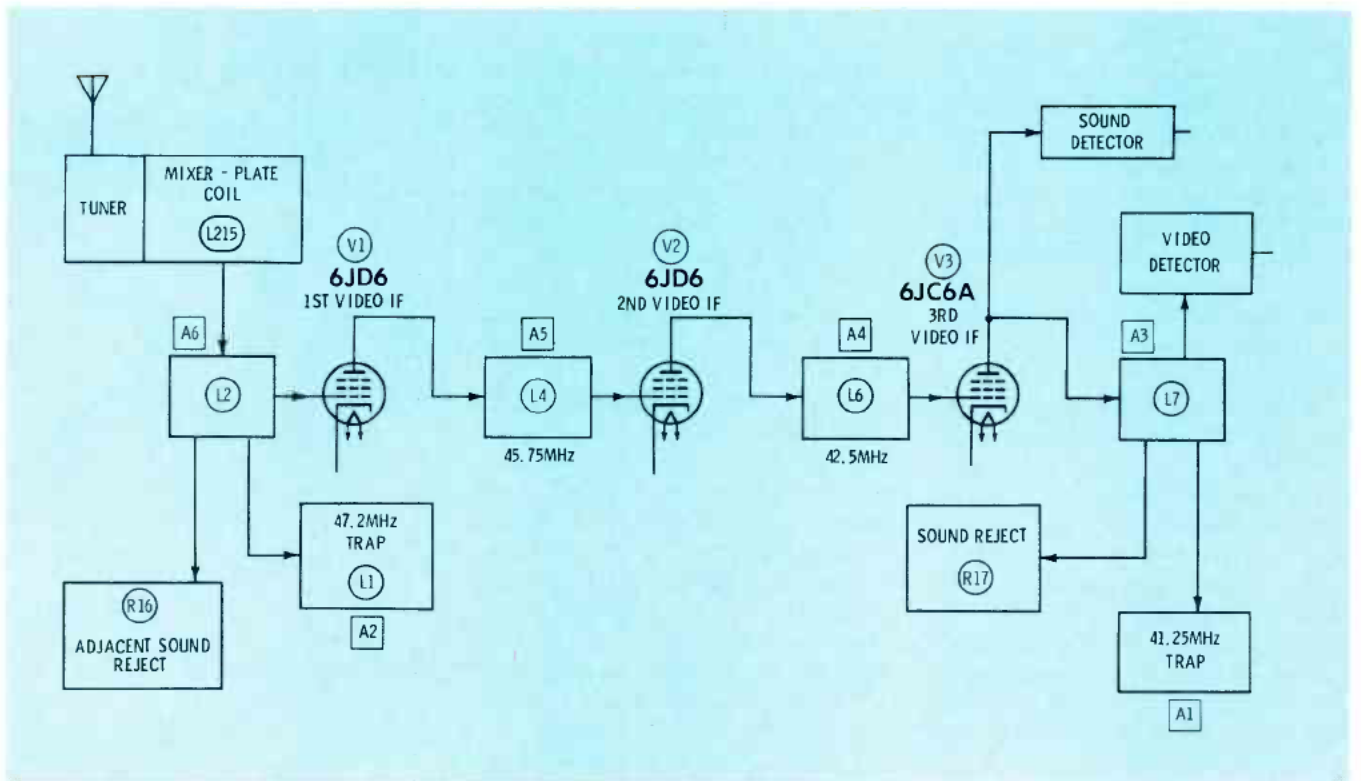 TUNER
MIXER - PLATE
COIL
L215
A6
L2
V1
6JD6
1ST VIDEO IF
A5
L4
45.75MHz
V2
6JD6
2ND VIDEO IF
A4
L6
42.5MHz
V3
6JC6A
3RD
VIDEO IF
SOUND
DETECTOR
VIDEO
DETECTOR
A3
L7
R16
ADJACENT SOUND
REJECT
47.2MHz
TRAP
L1
A2
SOUND REJECT
R17
41.25MHz
TRAP
A1